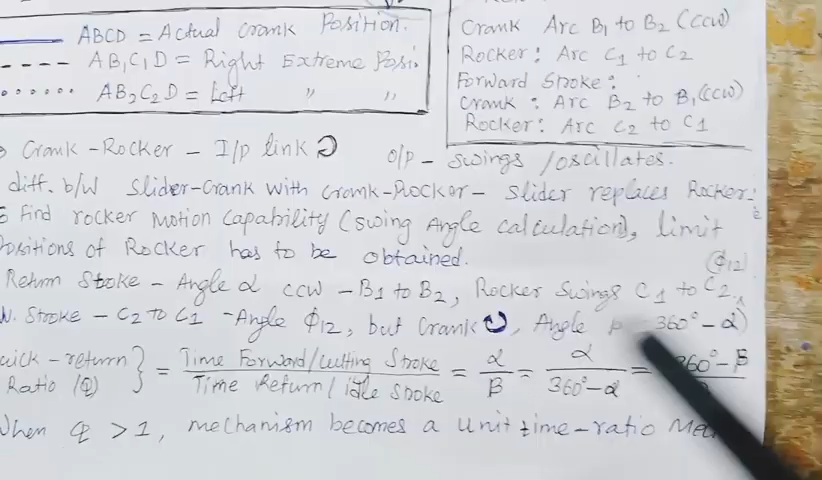 ABCD = Actual Crank Position.
AB₁C₁D = Right Extreme Posi.
AB₂C₂D = Left " "
Crank Arc B₁ to B₂ (CCW)
Rocker: Arc C₁ to C₂
Forward Stroke:
Crank: Arc B₂ to B₁ (CCW)
Rocker: Arc C₂ to C₁
Crank-Rocker - I/p link O/P - swings/oscillates.
diff. b/w Slider-Crank with Crank-Rocker - slider replaces Rocker.
Find rocker motion capability (swing Angle calculation), limit
Positions of Rocker has to be obtained.
Return Stroke - Angle α CCW - B₁ to B₂, Rocker swings C₁ to C₂ (Φ₁₂)
Stroke - C₂ to C₁ - Angle Φ₁₂, but Crank, Angle 360° - α)
uick-return Ratio (Q) } = Time Forward/cutting Stroke / Time Return/idle stroke = α/β = α/(360°-α) = 360°-β
When q > 1, mechanism becomes a unit time-ratio